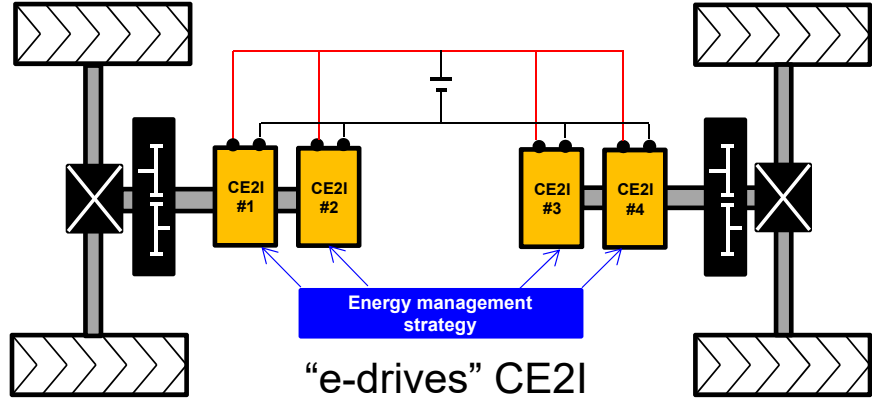 CE2I
#1
CE2I
#2
CE2I
#3
CE2I
#4
Energy management
strategy
“e-drives” CE2I